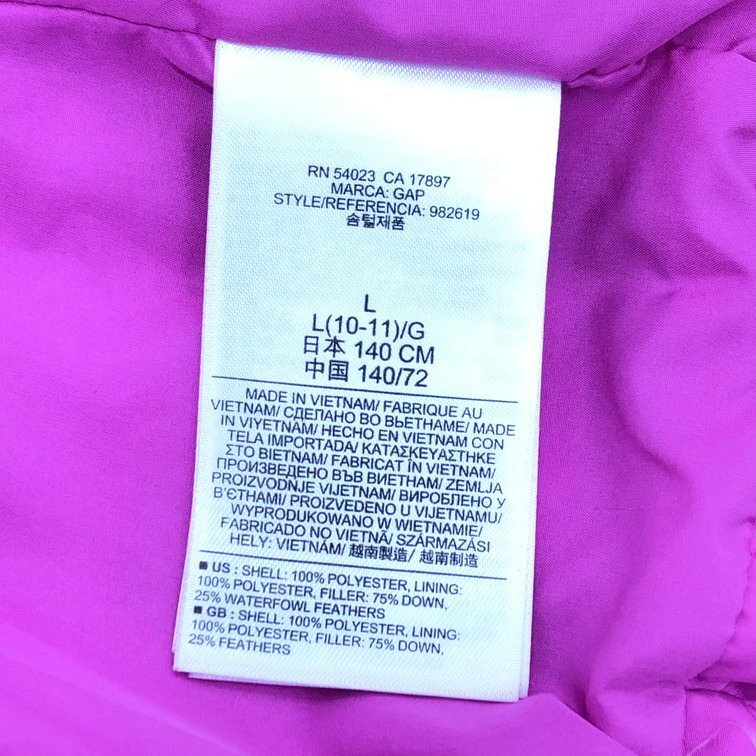 RN 54023 CA 17897
MARCA: GAP
STYLE/REFERENCIA: 982619
솜털제품
L
L(10-11)/G
日本 140 CM
中国 140/72
MADE IN VIETNAM/ FABRIQUE AU
VIETNAM/ СДЕЛАНО ВО ВЬЕТНАМЕ/ MADE
IN VIYETNAM/ HECHO EN VIETNAM CON
TELA IMPORTADA/ ΚΑΤΑΣΚΕΥΑΣΤΗΚΕ
ΣΤΟ ΒΙΕΤΝΑΜ/ FABRICAT ÎN VIETNAM/
ПРОИЗВЕДЕНО ВЪВ ВИЕТНАМ/ ZEMLJA
PROIZVODNJE VIJETNAM/ ВИРОБЛЕНО У
В'ЄТНАМІ/ PROIZVEDENO U VIJETNAMU/
WYPRODUKOWANO W WIETNAMIE/
FABRICADO NO VIETNÃ/ SZÁRMAZÁSI
HELY: VIETNÁM/ 越南製造/ 越南制造
US : SHELL: 100% POLYESTER, LINING:
100% POLYESTER, FILLER: 75% DOWN,
25% WATERFOWL FEATHERS
GB : SHELL: 100% POLYESTER, LINING:
100% POLYESTER, FILLER: 75% DOWN,
25% FEATHERS